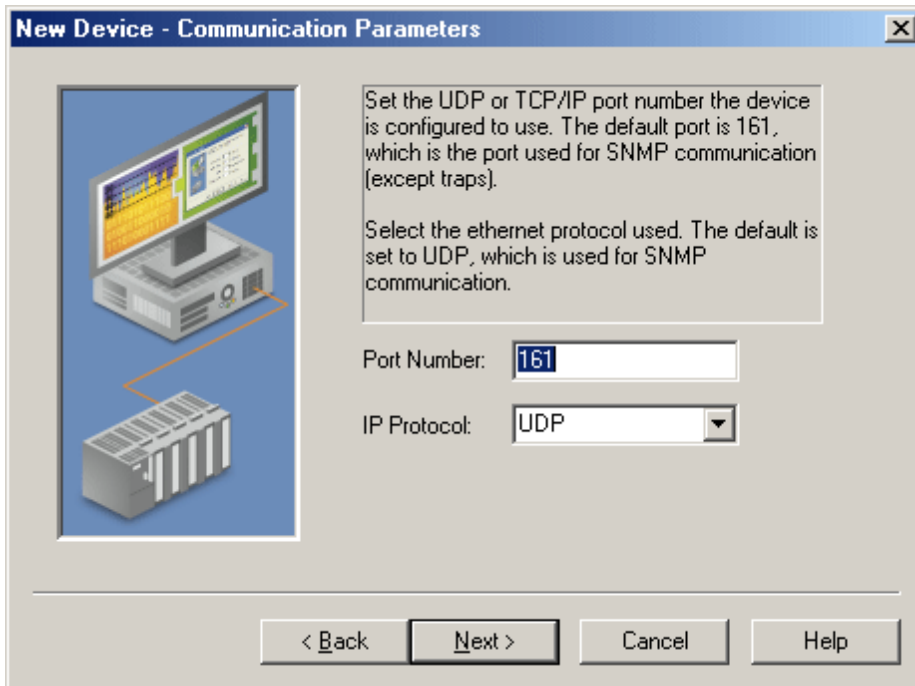 New Device - Communication Parameters
Set the UDP or TCP/IP port number the device
is configured to use. The default port is 161,
which is the port used for SNMP communication
(except traps).
Select the ethernet protocol used. The default is
set to UDP, which is used for SNMP
communication.
Port Number: 161
IP Protocol: UDP
< Back Next > Cancel Help